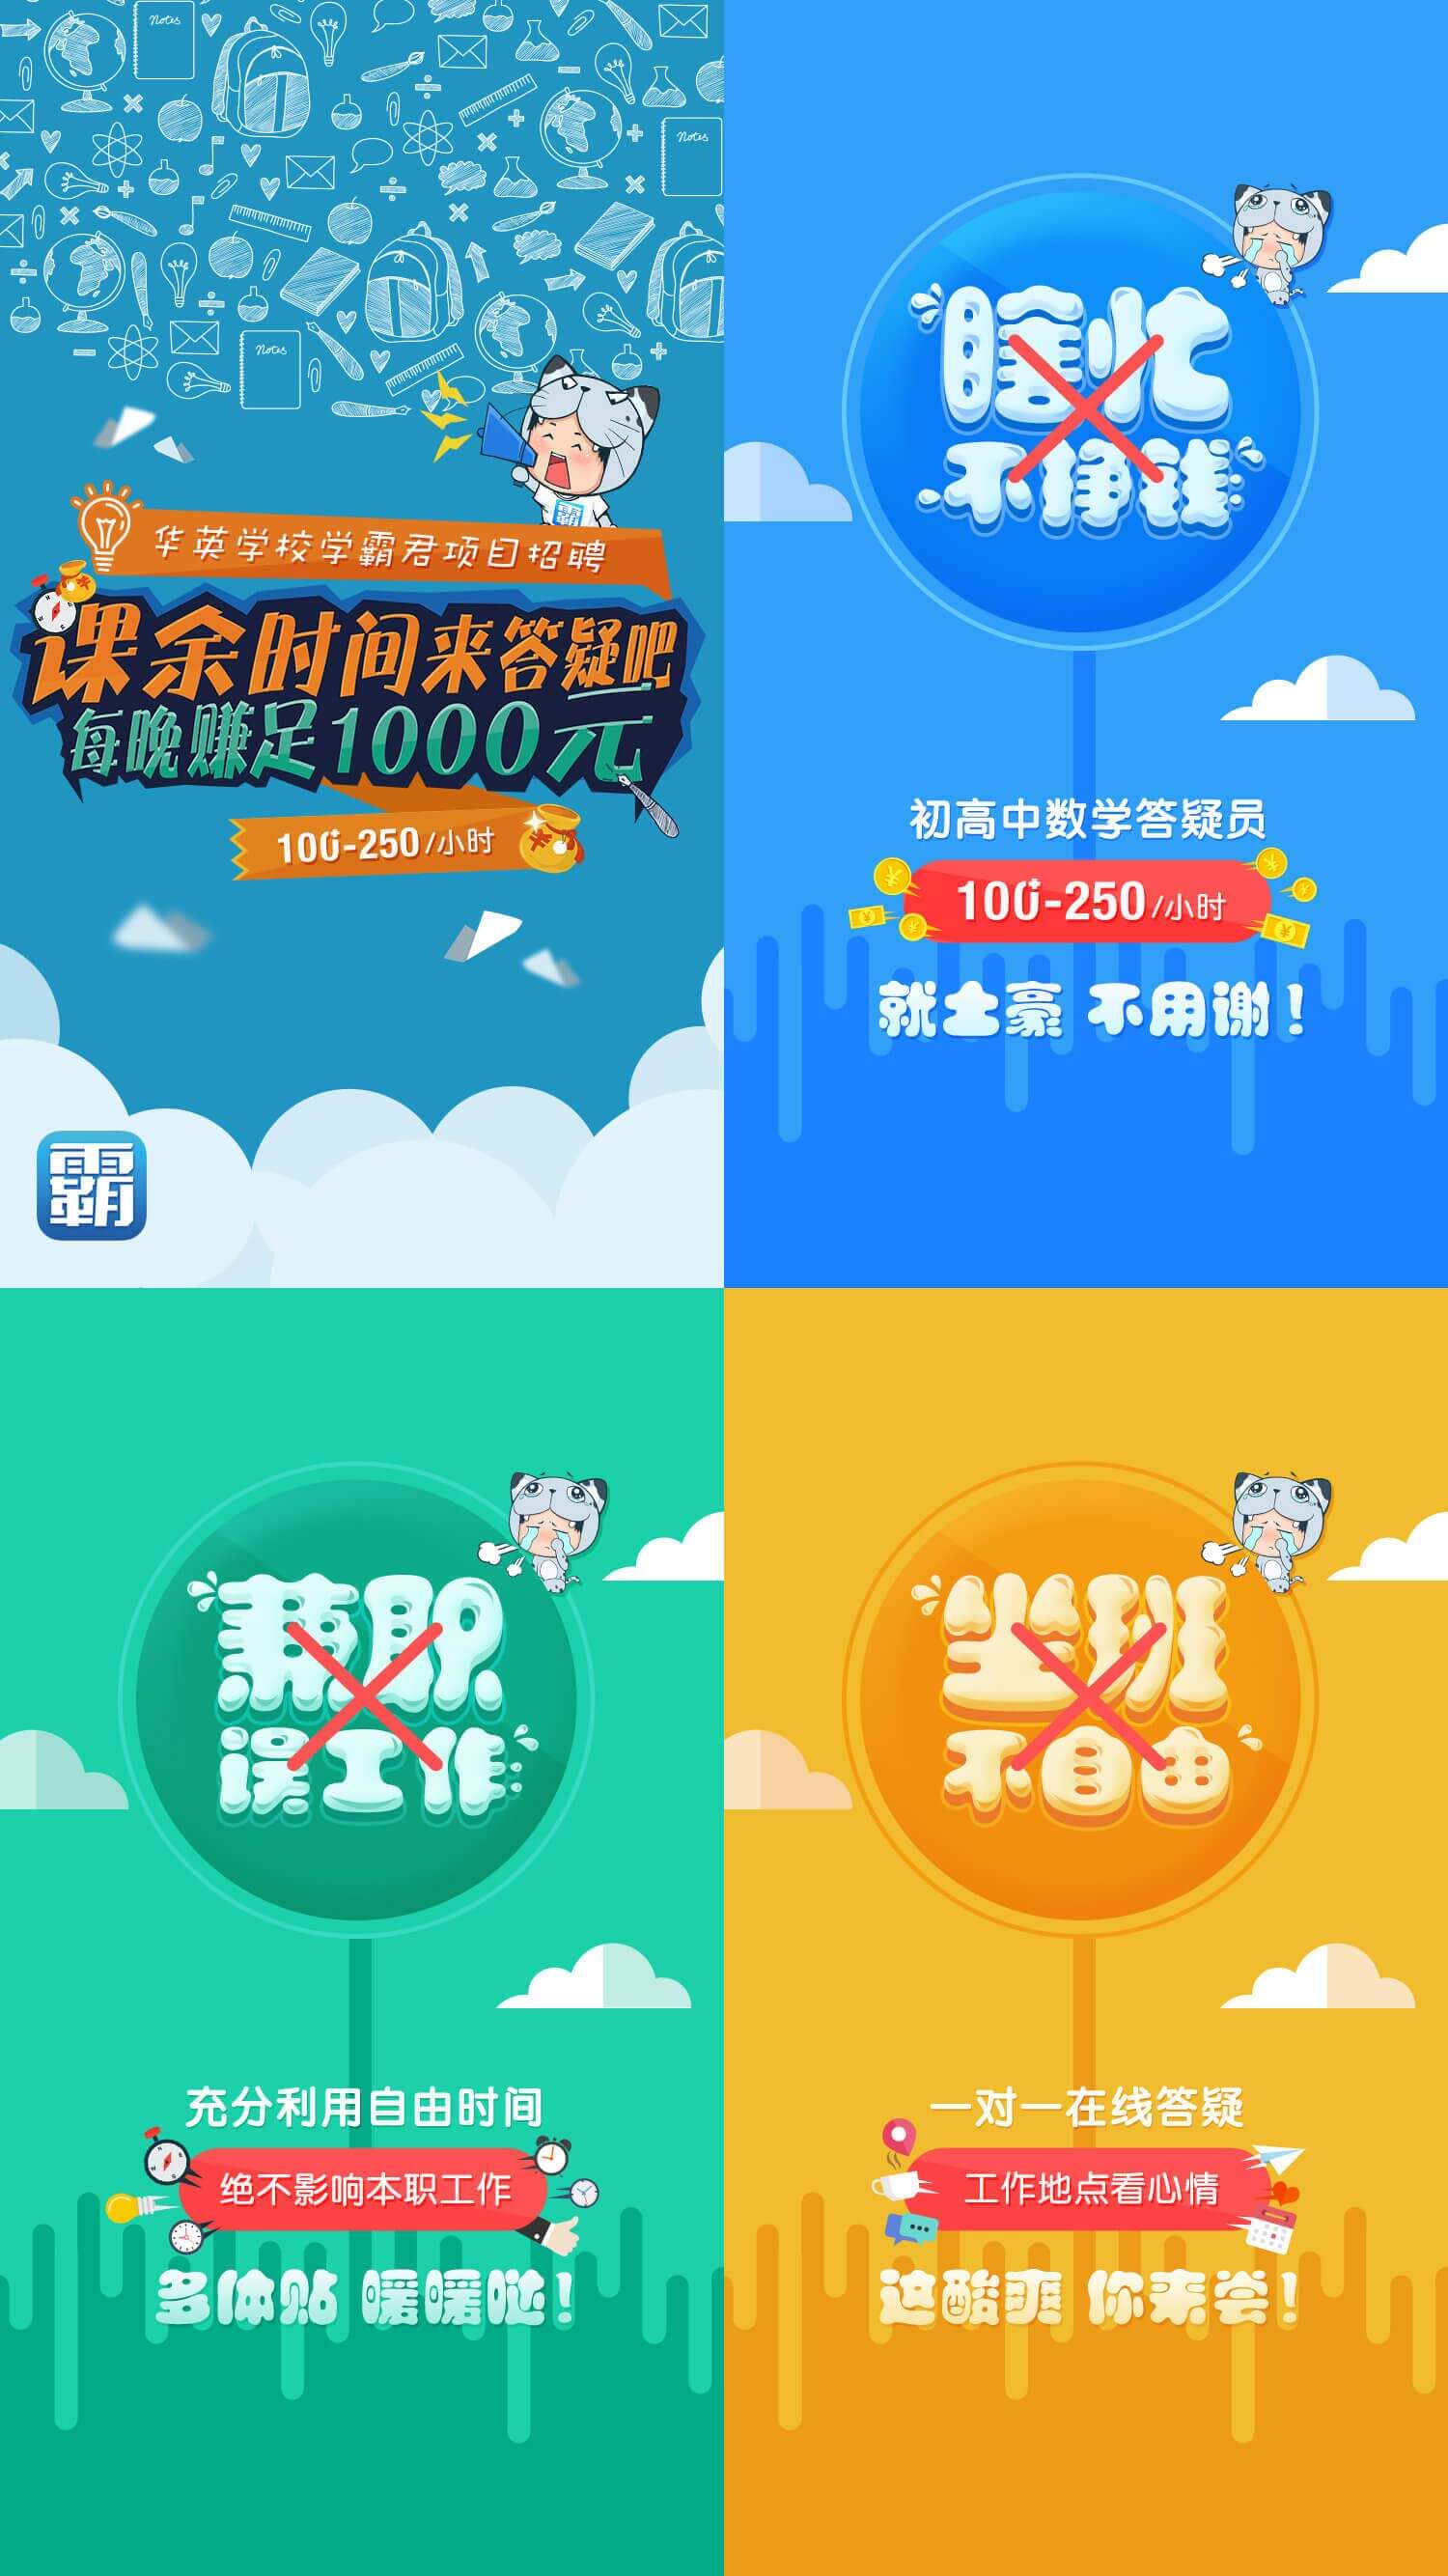 Notes
Notes
Notes
华英学校学霸君项目招聘
课余时间来答疑吧
每晚赚足1000元
100-250/小时
霸
霸
瞎忙
不挣钱
初高中数学答疑员
100-250/小时
就土豪 不用谢!
兼职
误工作
充分利用自由时间
绝不影响本职工作
多体贴 暖暖哒!
坐班
不自由
一对一在线答疑
工作地点看心情
这酸爽 你来尝!